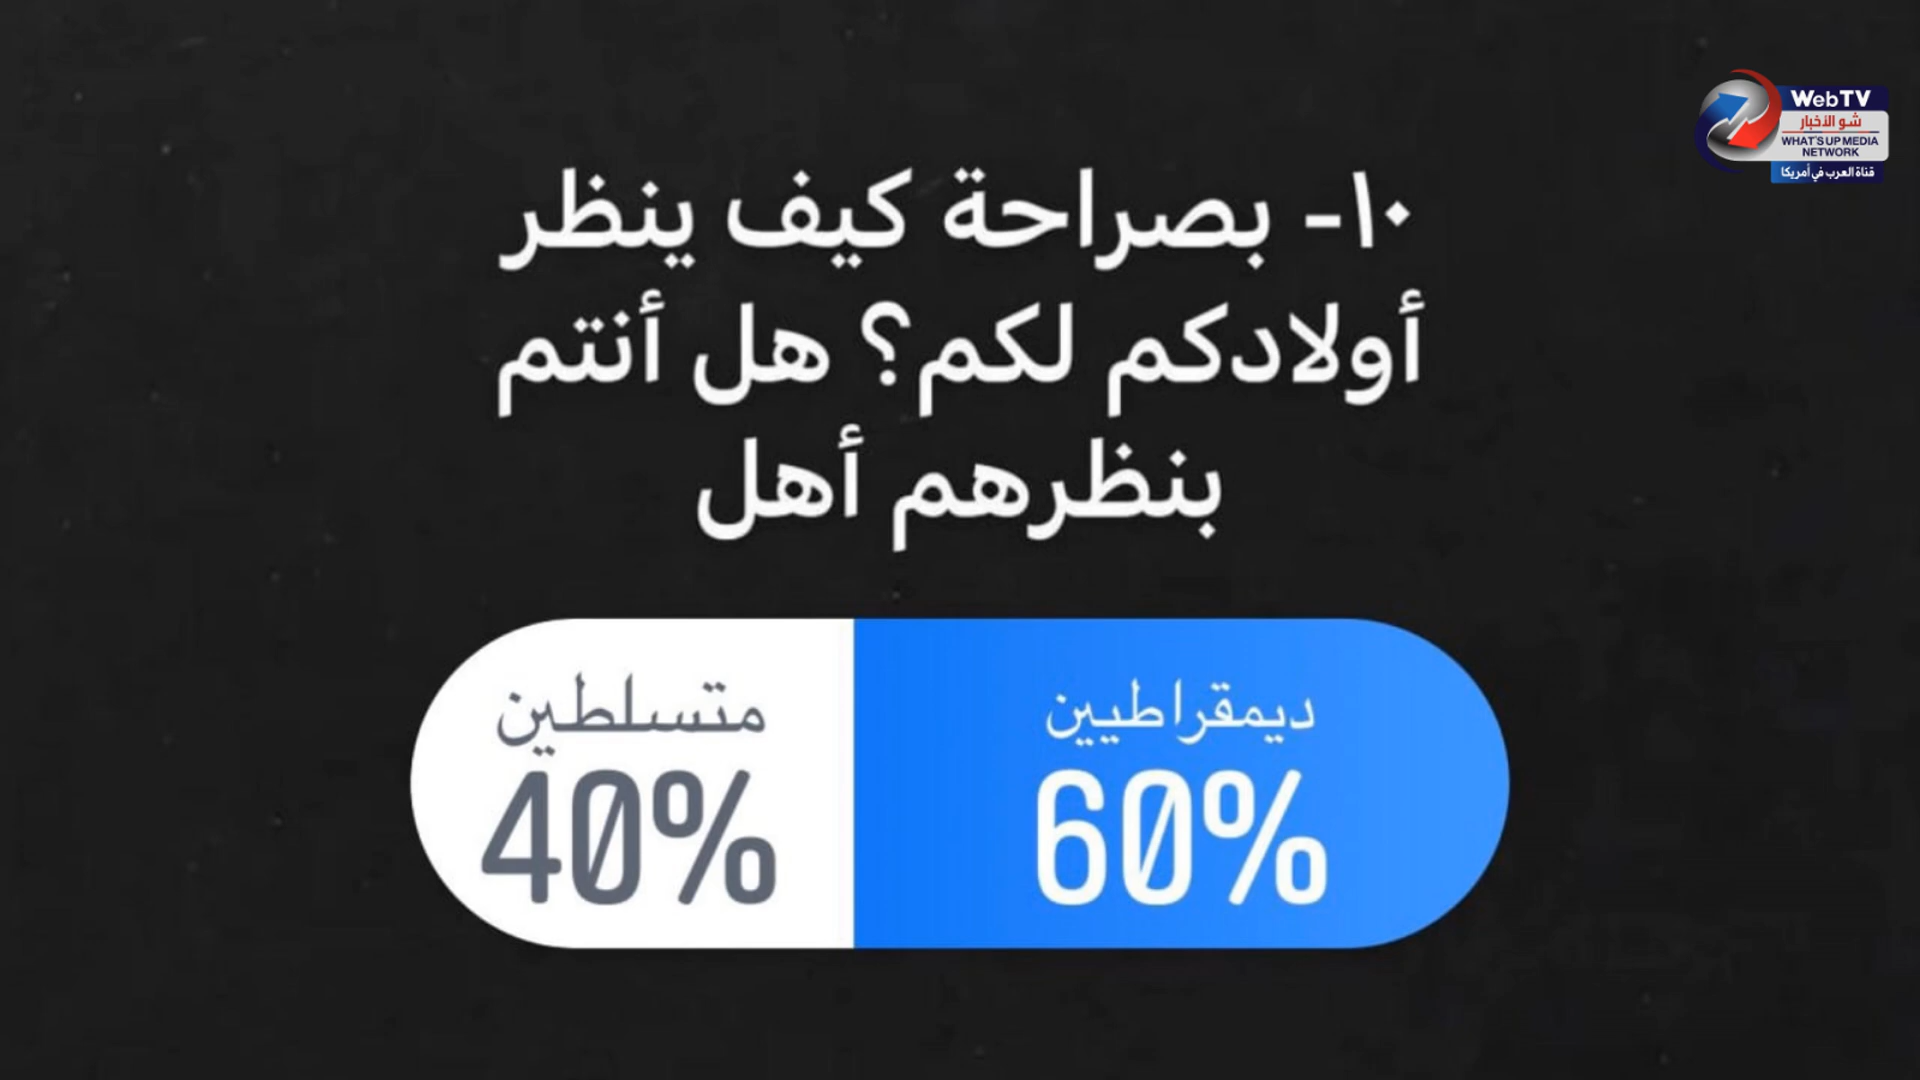 WebTV
شو الأخبار
WHAT'S UP MEDIA
NETWORK
قناة العرب في أمريكا
١٠- بصراحة كيف ينظر
أولادكم لكم؟ هل أنتم
بنظرهم أهل
ديمقراطيين
60%
متسلطين
40%